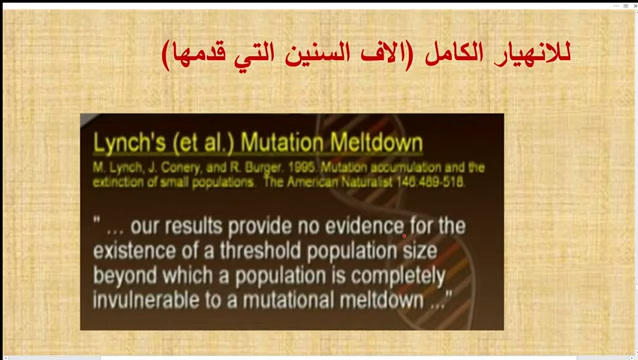 للانهيار الكامل (الاف السنين التي قدمها)
Lynch's (et al.) Mutation Meltdown
M. Lynch, J. Conery, and R. Burger. 1995. Mutation accumulation and the
extinction of small populations. The American Naturalist 146:489-518.
" ... our results provide no evidence for the
existence of a threshold population size
beyond which a population is completely
invulnerable to a mutational meltdown ..."